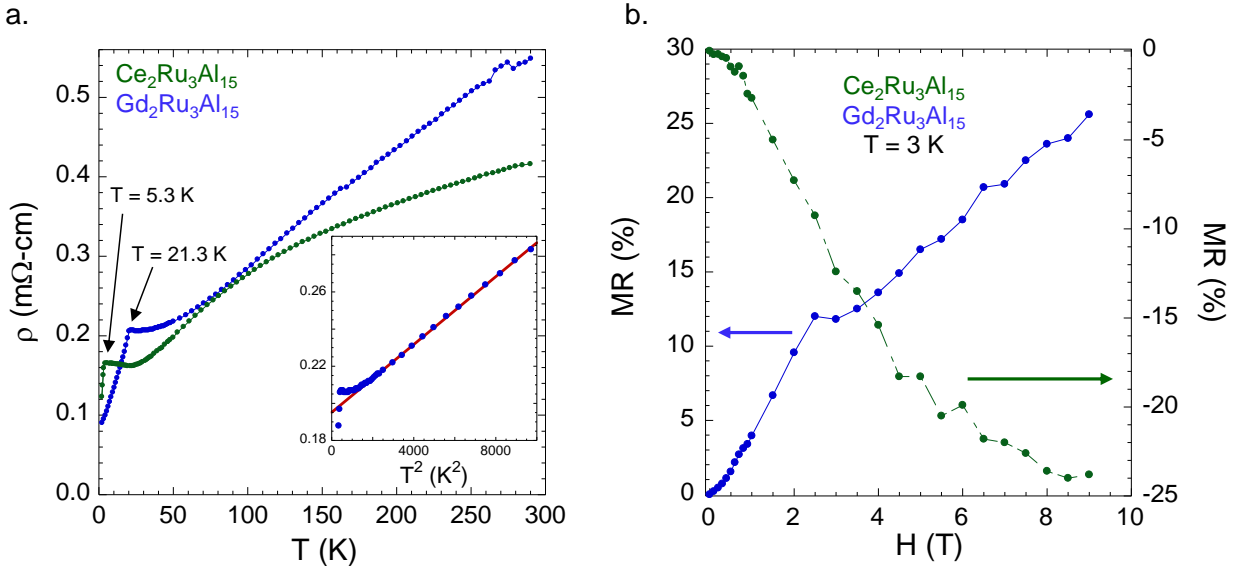 a.
Ce₂Ru₃Al₁₅
Gd₂Ru₃Al₁₅
T = 5.3 K
T = 21.3 K
ρ (mΩ-cm)
0.5
0.4
0.3
0.2
0.1
0.0
0 50 100 150 200 250 300
T (K)
0.26
0.22
0.18
0 4000 8000
T² (K²)
b.
Ce₂Ru₃Al₁₅
Gd₂Ru₃Al₁₅
T = 3 K
MR (%)
30
25
20
15
10
5
0
0 2 4 6 8 10
H (T)
0
-5
-10
-15
-20
-25
MR
(%)